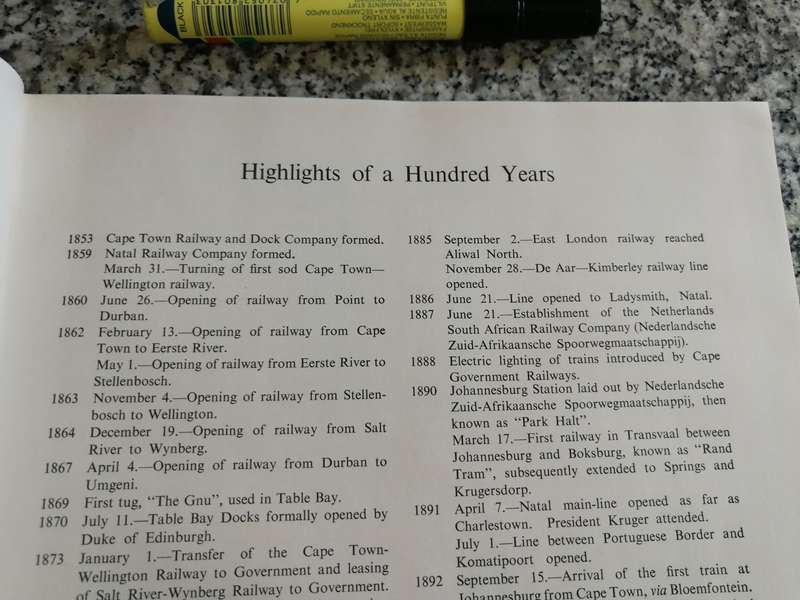 BLACK
Highlights of a Hundred Years
1853 Cape Town Railway and Dock Company formed.
1859 Natal Railway Company formed.
March 31.—Turning of first sod Cape Town—
Wellington railway.
1860 June 26.—Opening of railway from Point to
Durban.
1862 February 13.—Opening of railway from Cape
Town to Eerste River.
May 1.—Opening of railway from Eerste River to
Stellenbosch.
1863 November 4.—Opening of railway from Stellen-
bosch to Wellington.
1864 December 19.—Opening of railway from Salt
River to Wynberg.
1867 April 4.—Opening of railway from Durban to
Umgeni.
1869 First tug, “The Gnu”, used in Table Bay.
1870 July 11.—Table Bay Docks formally opened by
Duke of Edinburgh.
1873 January 1.—Transfer of the Cape Town-
Wellington Railway to Government and leasing
of Salt River-Wynberg Railway to Government.
1885 September 2.—East London railway reached
Aliwal North.
November 28.—De Aar—Kimberley railway line
opened.
1886 June 21.—Line opened to Ladysmith, Natal.
1887 June 21.—Establishment of the Netherlands
South African Railway Company (Nederlandsche
Zuid-Afrikaansche Spoorwegmaatschappij).
1888 Electric lighting of trains introduced by Cape
Government Railways.
1890 Johannesburg Station laid out by Nederlandsche
Zuid-Afrikaansche Spoorwegmaatschappij, then
known as “Park Halt”.
March 17.—First railway in Transvaal between
Johannesburg and Boksburg, known as “Rand
Tram”, subsequently extended to Springs and
Krugersdorp.
1891 April 7.—Natal main-line opened as far as
Charlestown. President Kruger attended.
July 1.—Line between Portuguese Border and
Komatipoort opened.
1892 September 15.—Arrival of the first train at
Johannesburg from Cape Town, via Bloemfontein.